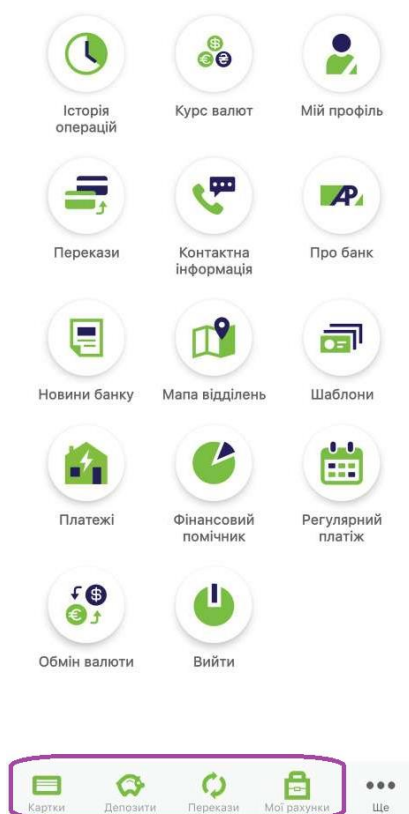 Історія
операцій
Курс валют
Мій профіль
Перекази
Контактна
інформація
AP
Про банк
Новини банку
Мапа відділень
Шаблони
Платежі
Фінансовий
помічник
Регулярний
платіж
Обмін валюти
Вийти
Картки
Депозити
Перекази
Мої рахунки
Ще